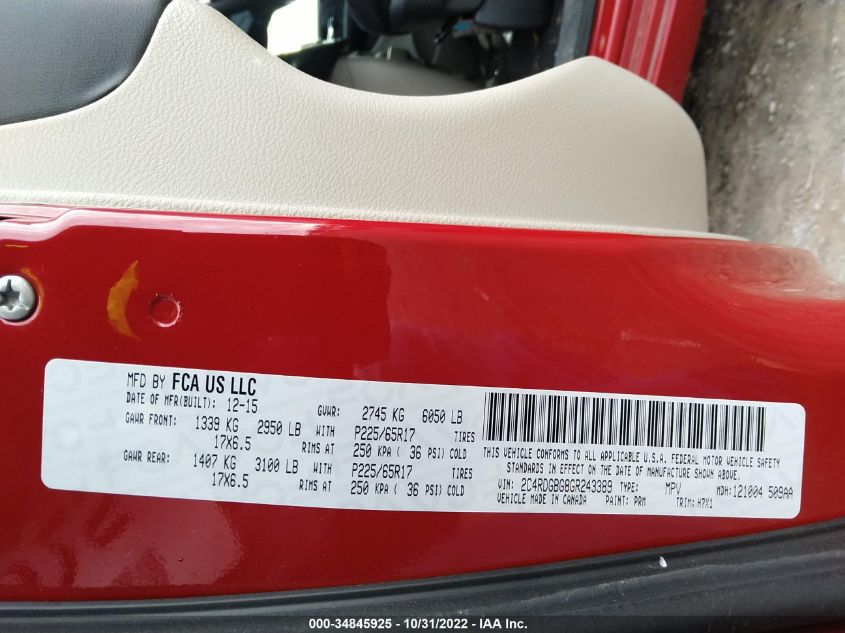 MFD BY FCA US LLC
DATE OF MFR(BUILT): 12-15 GVWR: 2745 KG 6050 LB
GAWR FRONT: 1339 KG 2950 LB WITH P225/65R17 TIRES
17X6.5 RIMS AT 250 KPA ( 36 PSI) COLD
GAWR REAR: 1407 KG 3100 LB WITH P225/65R17 TIRES
17X6.5 RIMS AT 250 KPA ( 36 PSI) COLD
THIS VEHICLE CONFORMS TO ALL APPLICABLE U.S.A. FEDERAL MOTOR VEHICLE SAFETY
STANDARDS IN EFFECT ON THE DATE OF MANUFACTURE SHOWN ABOVE.
VIN: 2C4RDGBG8GR243389 TYPE: MPV MDH: 121004 509AA
VEHICLE MADE IN CANADA PAINT: PRM TRIM: H7X1
000-34845925 - 10/31/2022 - IAA Inc.